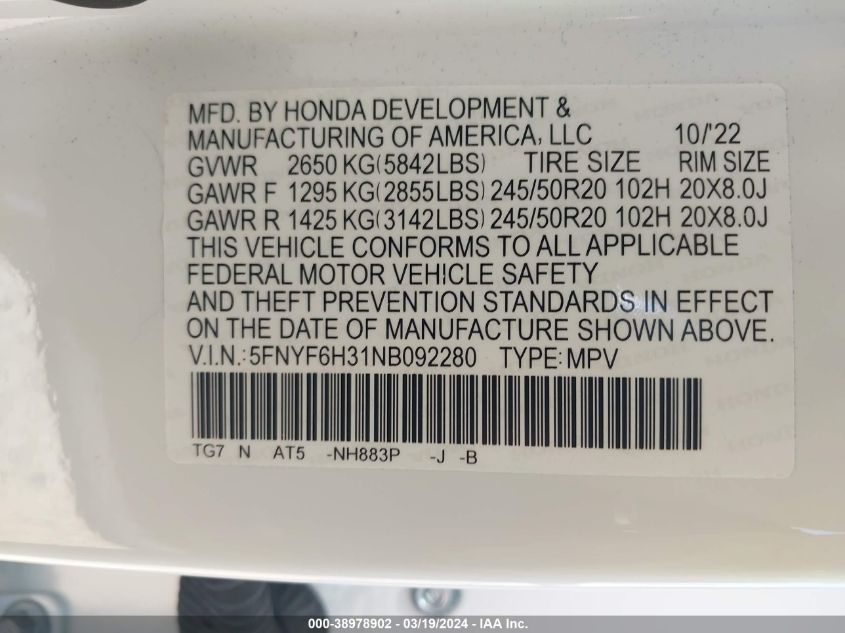 MFD. BY HONDA DEVELOPMENT &
MANUFACTURING OF AMERICA, LLC 10/'22
GVWR 2650 KG(5842LBS) TIRE SIZE RIM SIZE
GAWR F 1295 KG(2855LBS) 245/50R20 102H 20X8.0J
GAWR R 1425 KG(3142LBS) 245/50R20 102H 20X8.0J
THIS VEHICLE CONFORMS TO ALL APPLICABLE
FEDERAL MOTOR VEHICLE SAFETY
AND THEFT PREVENTION STANDARDS IN EFFECT
ON THE DATE OF MANUFACTURE SHOWN ABOVE.
V.I.N.:5FNYF6H31NB092280 TYPE:MPV
TG7 N AT5 -NH883P -J -B
000-38978902 - 03/19/2024 - IAA Inc.